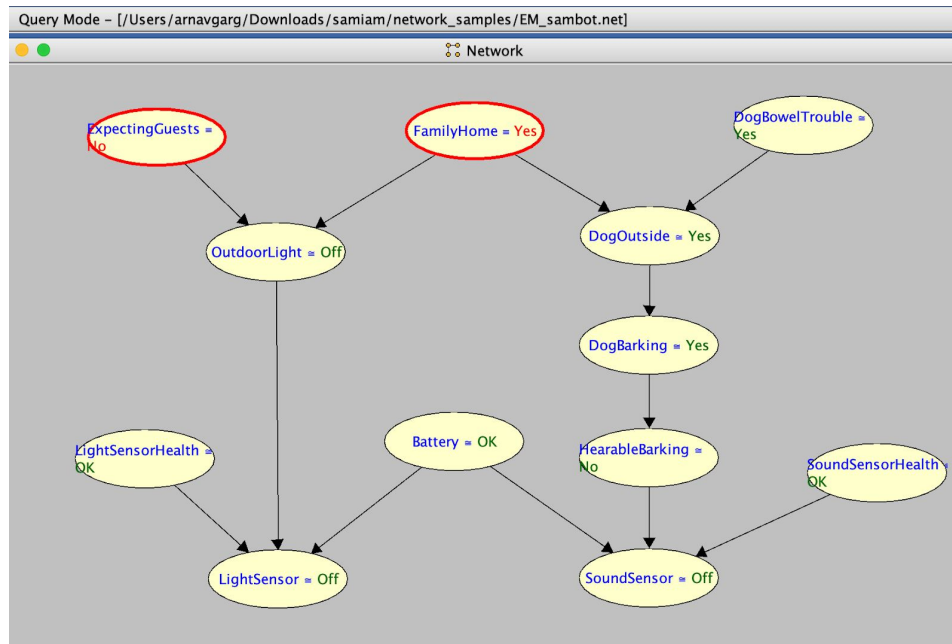 Query Mode - [/Users/arnavgarg/Downloads/samiam/network_samples/EM_sambot.net]
Network
ExpectingGuests =
No
FamilyHome = Yes
DogBowelTrouble ≃
Yes
OutdoorLight ≃ Off
DogOutside ≃ Yes
DogBarking ≃ Yes
LightSensorHealth ≃
OK
Battery ≃ OK
HearableBarking ≃
No
SoundSensorHealth ≃
OK
LightSensor ≃ Off
SoundSensor ≃ Off